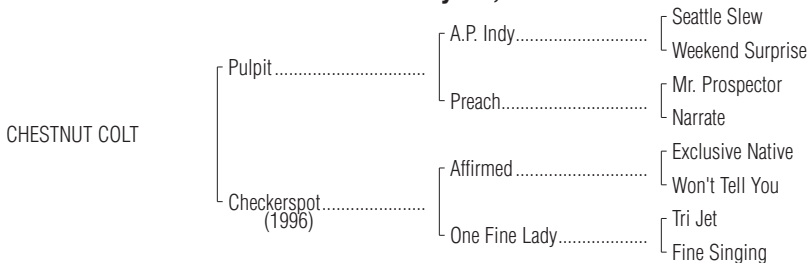 Seattle Slew
A.P. Indy..............................
Weekend Surprise
Pulpit..................................
Mr. Prospector
Preach.................................
Narrate
CHESTNUT COLT
Exclusive Native
Affirmed ..............................
Won't Tell You
Checkerspot.......................
(1996)
Tri Jet
One Fine Lady....................
Fine Singing